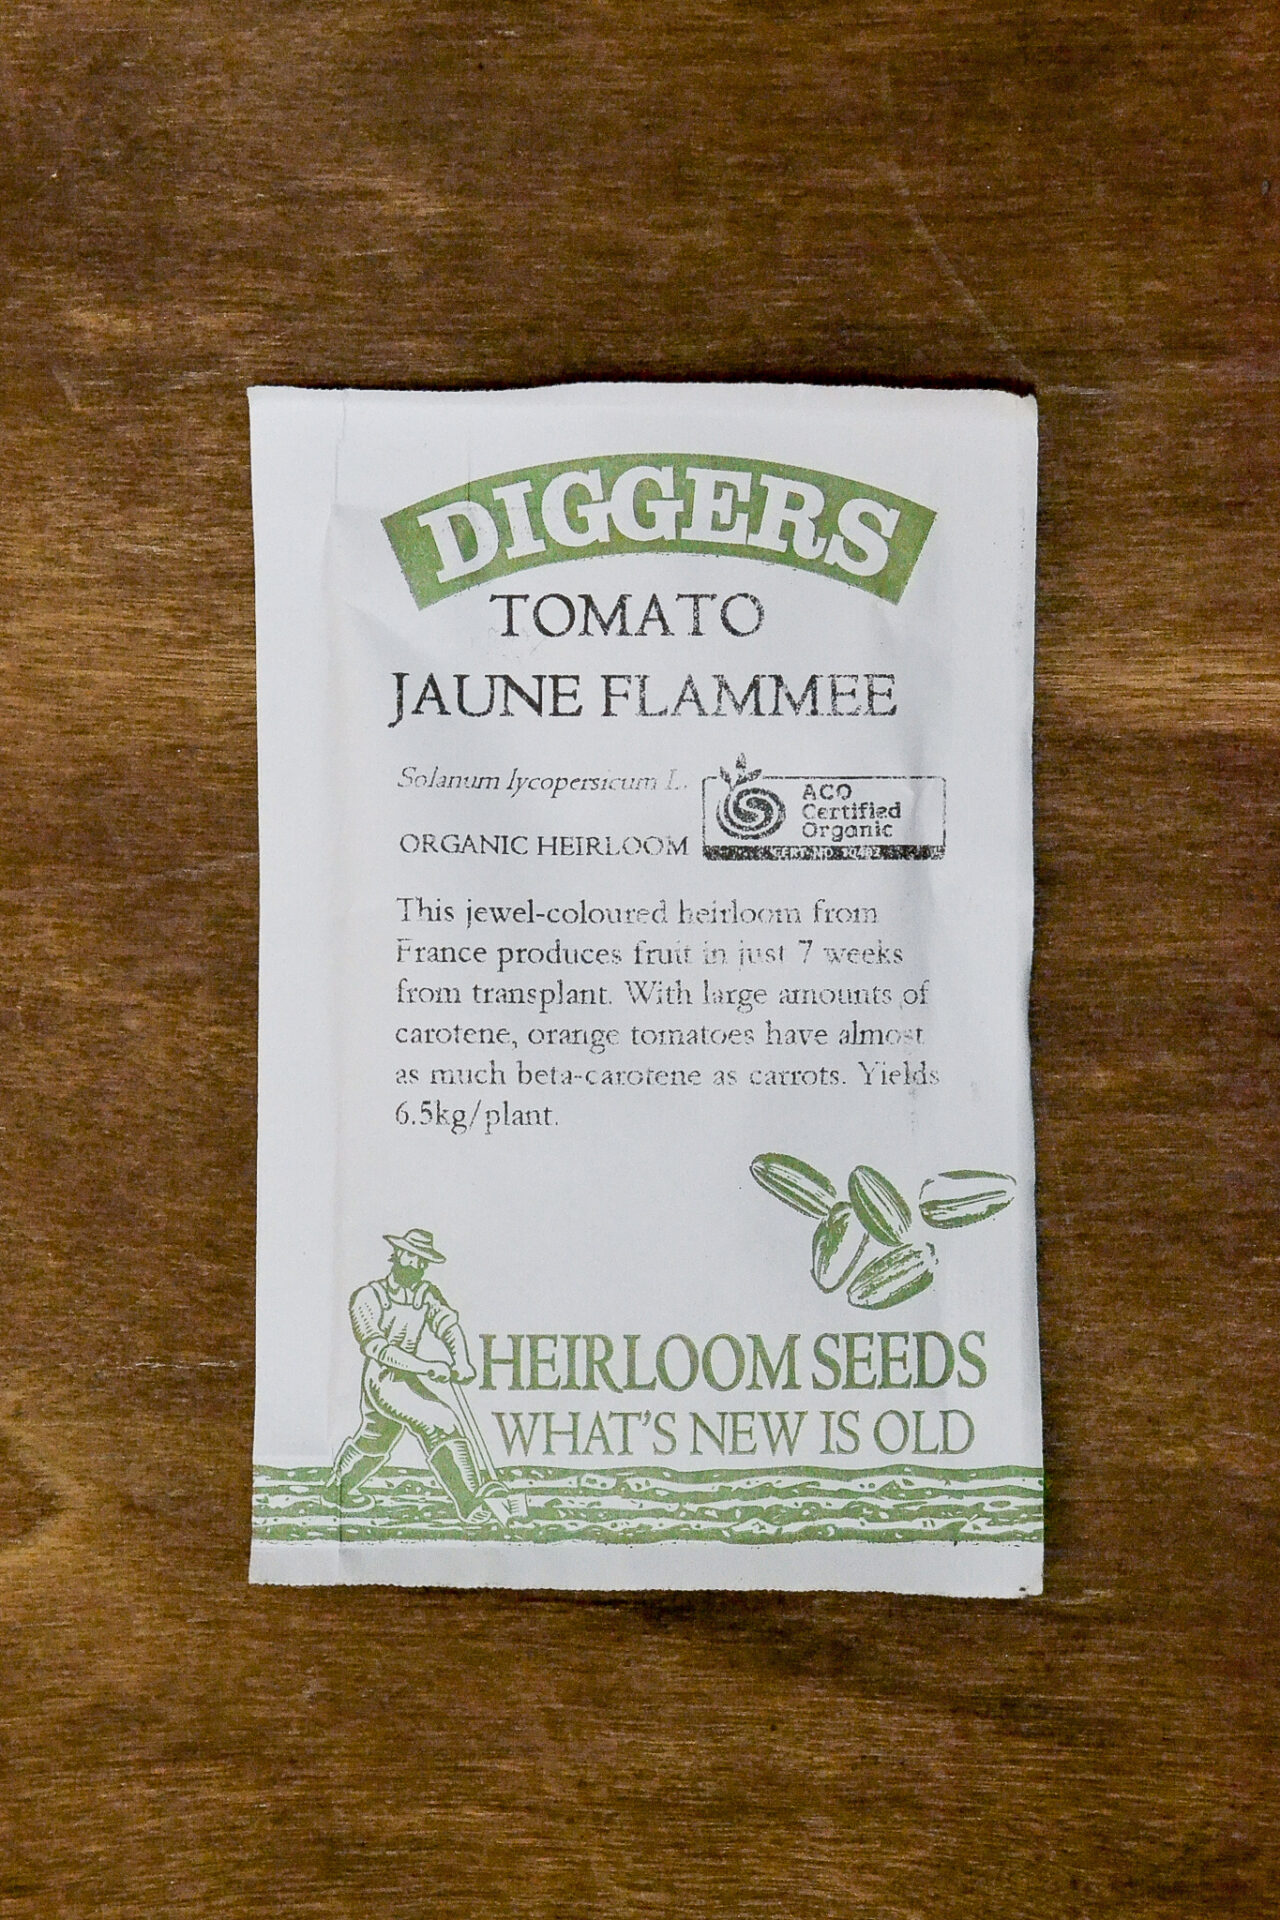 DIGGERS
TOMATO
JAUNE FLAMMEE
Solanum lycopersicum L.
ORGANIC HEIRLOOM
ACO
Certified
Organic
CERT. NO.
This jewel-coloured heirloom from
France produces fruit in just 7 weeks
from transplant. With large amounts of
carotene, orange tomatoes have almost
as much beta-carotene as carrots. Yields
6.5kg/plant.
HEIRLOOM SEEDS
WHAT'S NEW IS OLD